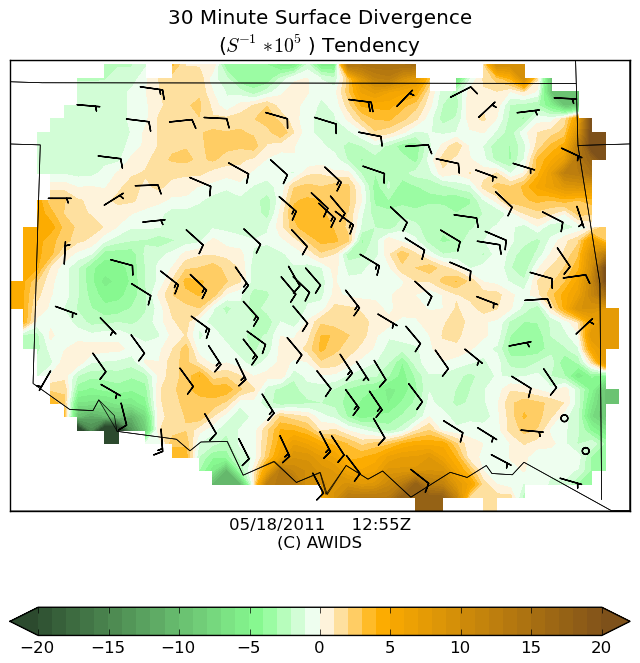 30 Minute Surface Divergence
(S⁻¹ * 10⁵ ) Tendency
05/18/2011 12:55Z
(C) AWIDS
−20 −15 −10 −5 0 5 10 15 20